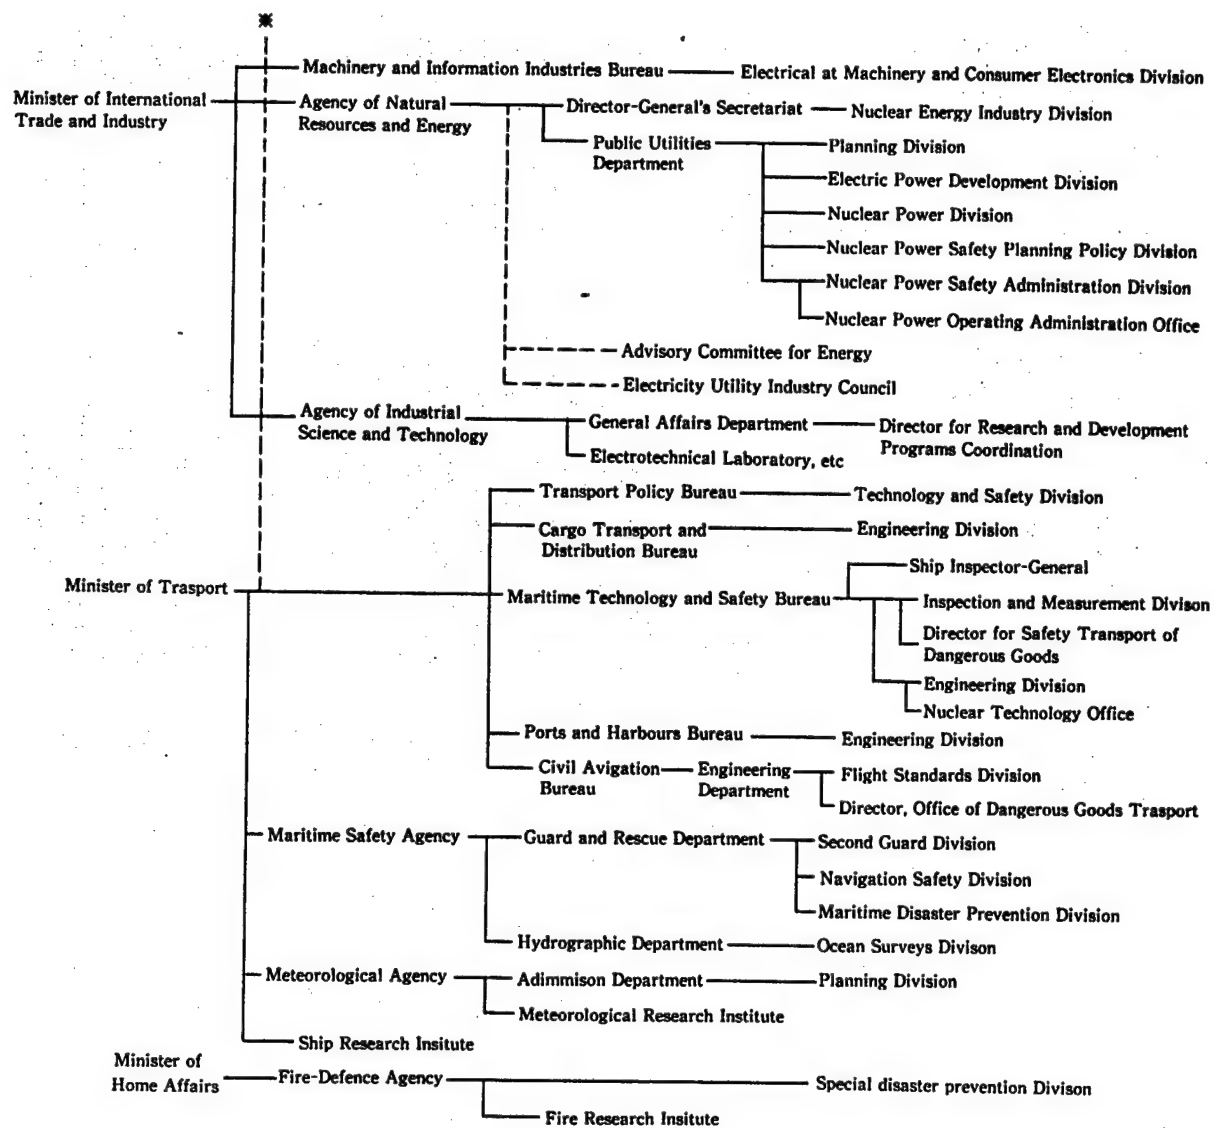 ※
Machinery and Information Industries Bureau
Electrical at Machinery and Consumer Electronics Division
Minister of International
Trade and Industry
Agency of Natural
Resources and Energy
Director-General's Secretariat
Nuclear Energy Industry Division
Public Utilities
Department
Planning Division
Electric Power Development Division
Nuclear Power Division
Nuclear Power Safety Planning Policy Division
Nuclear Power Safety Administration Division
Nuclear Power Operating Administration Office
Advisory Committee for Energy
Electricity Utility Industry Council
Agency of Industrial
Science and Technology
General Affairs Department
Director for Research and Development
Programs Coordination
Electrotechnical Laboratory, etc
Transport Policy Bureau
Technology and Safety Division
Cargo Transport and
Distribution Bureau
Engineering Division
Minister of Trasport
Maritime Technology and Safety Bureau
Ship Inspector-General
Inspection and Measurement Divison
Director for Safety Transport of
Dangerous Goods
Engineering Division
Nuclear Technology Office
Ports and Harbours Bureau
Engineering Division
Civil Avigation
Bureau
Engineering
Department
Flight Standards Division
Director, Office of Dangerous Goods Trasport
Maritime Safety Agency
Guard and Rescue Department
Second Guard Division
Navigation Safety Division
Maritime Disaster Prevention Division
Hydrographic Department
Ocean Surveys Divison
Meteorological Agency
Adimmison Department
Planning Division
Meteorological Research Institute
Ship Research Insitute
Minister of
Home Affairs
Fire-Defence Agency
Special disaster prevention Divison
Fire Research Insitute